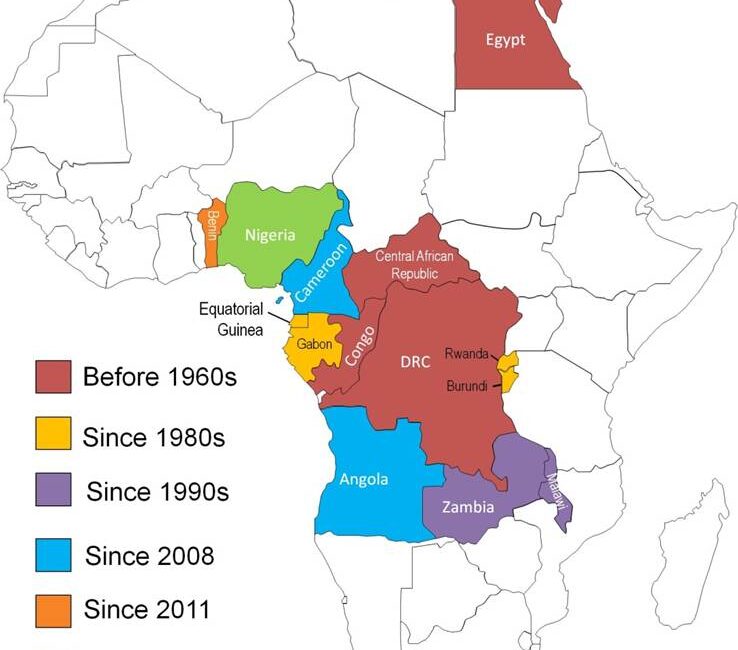 Egypt
Benin
Nigeria
Cameroon
Central African
Republic
Equatorial
Guinea
Gabon
Congo
DRC
Rwanda
Burundi
Before 1960s
Since 1980s
Since 1990s
Since 2008
Since 2011
Angola
Zambia
Malawi